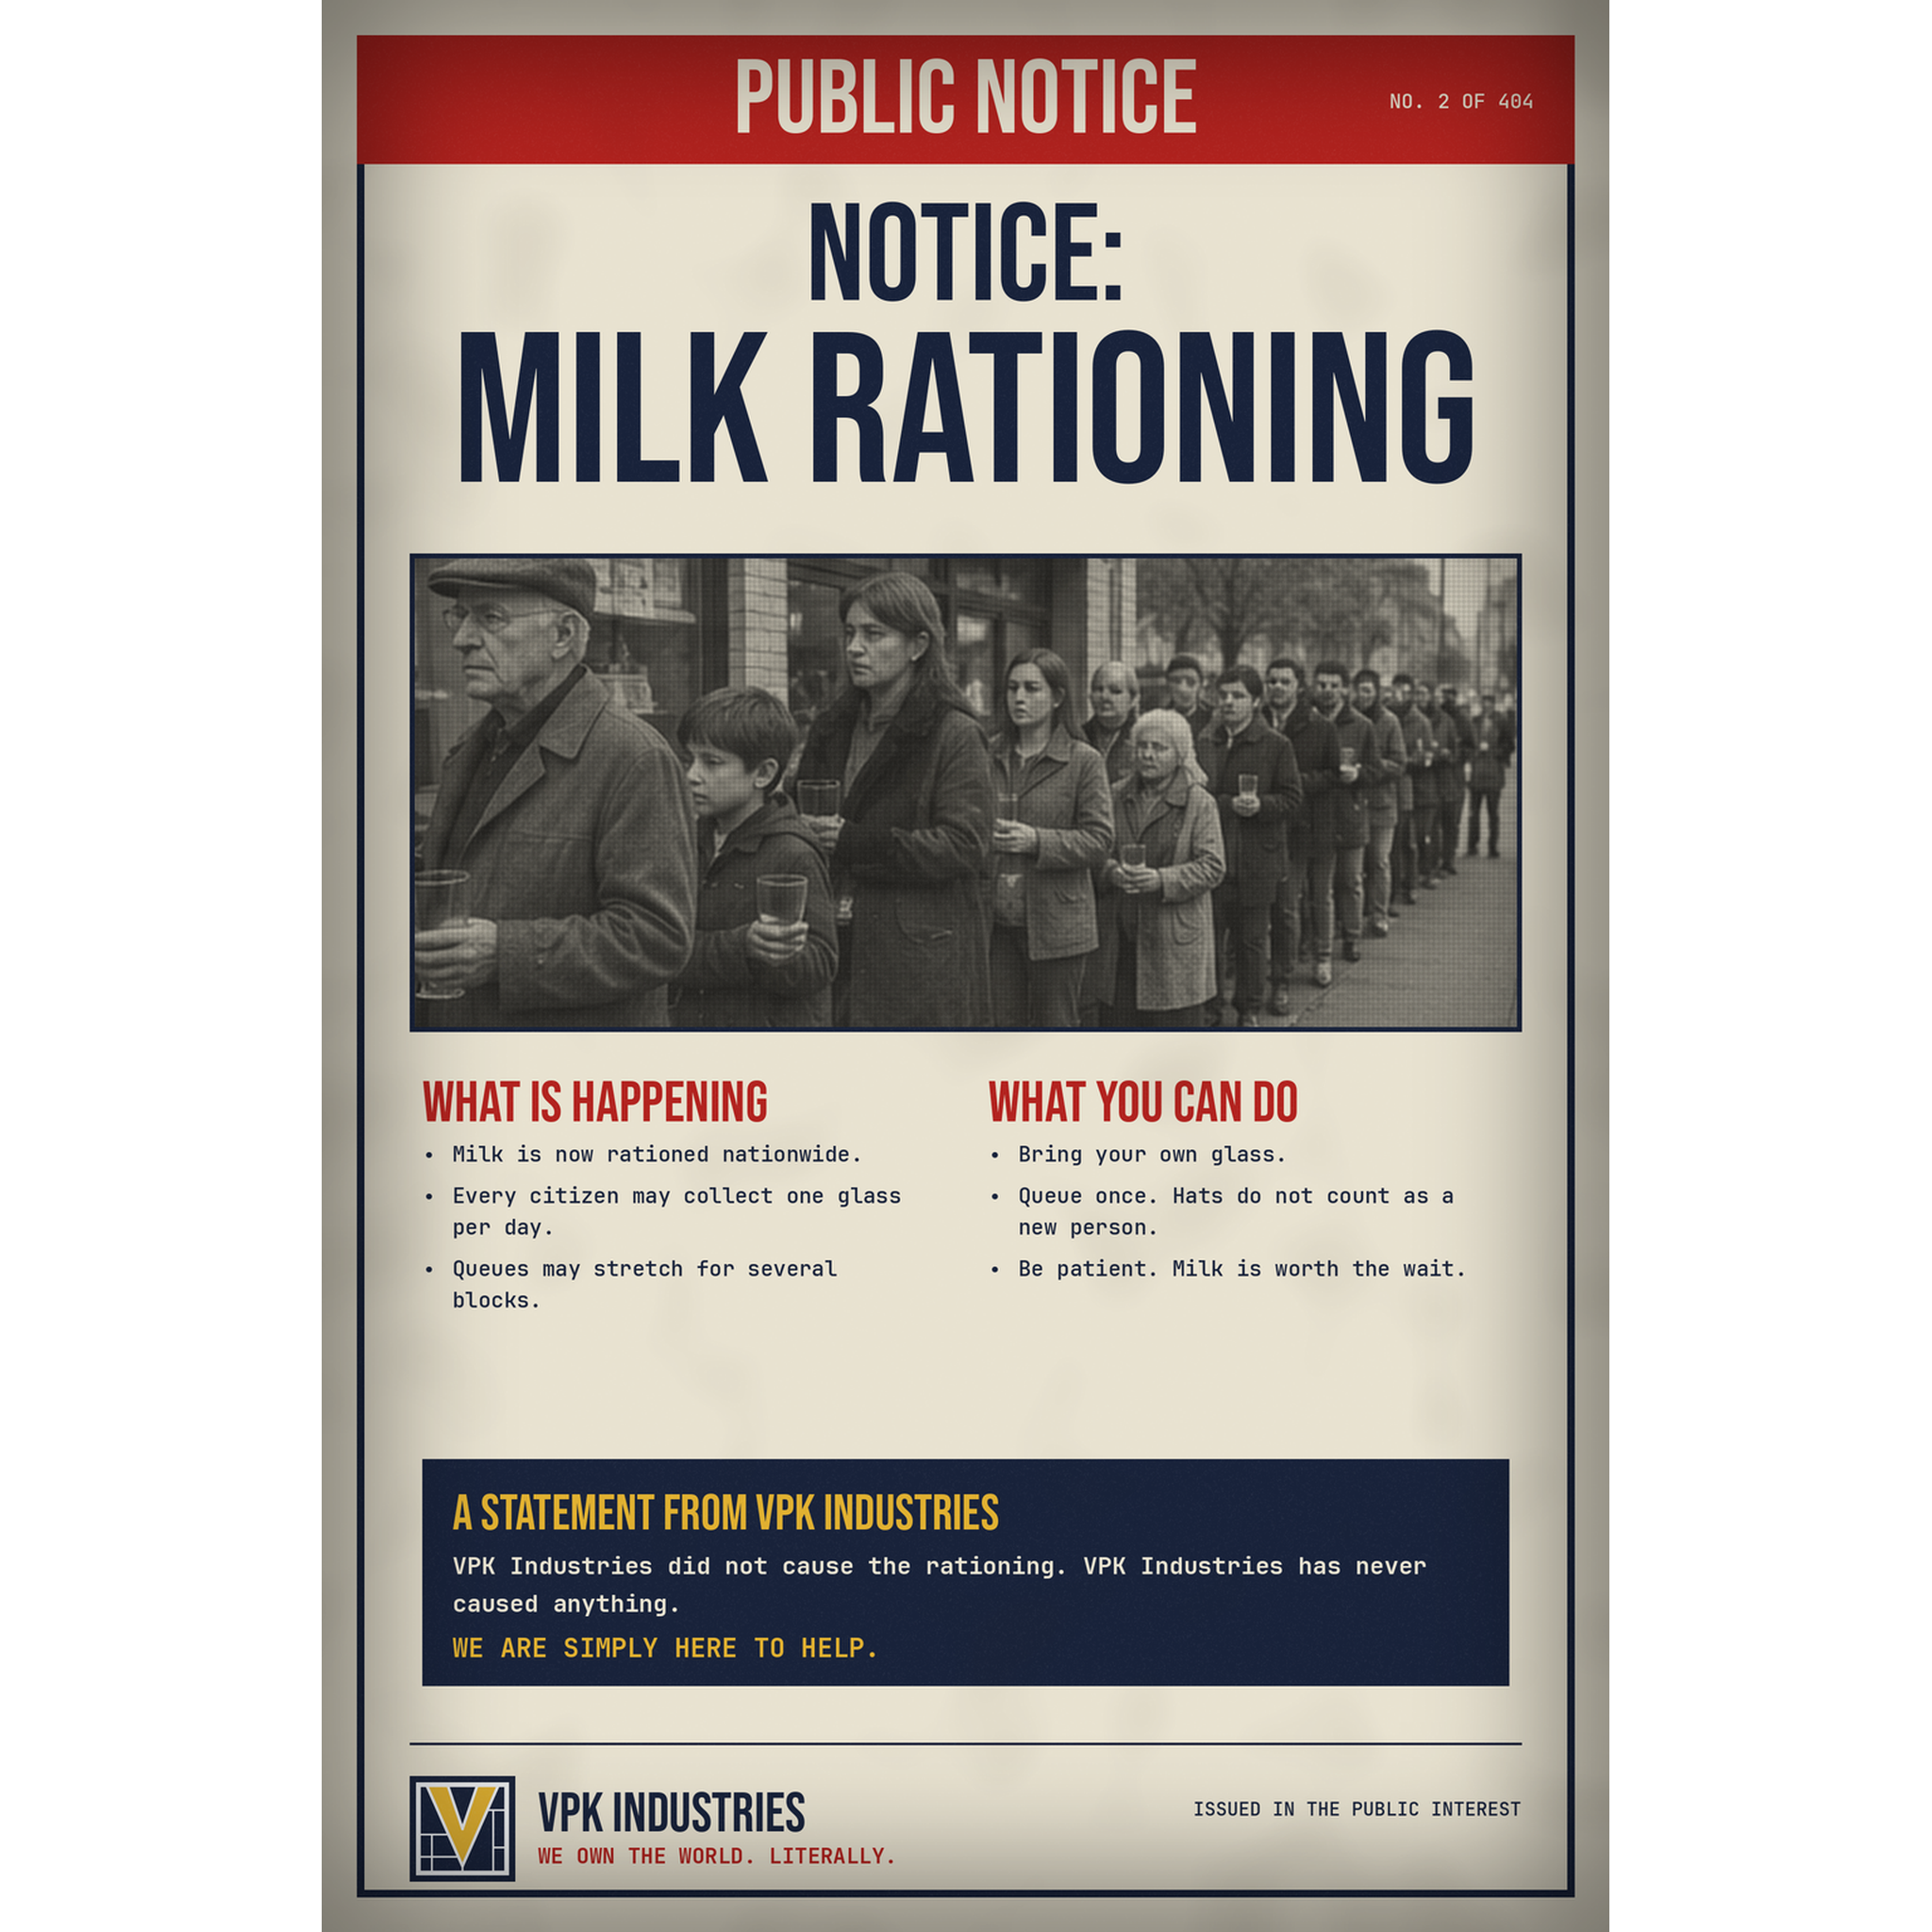 PUBLIC NOTICE
NO. 2 OF 404
NOTICE:
MILK RATIONING
WHAT IS HAPPENING
• Milk is now rationed nationwide.
• Every citizen may collect one glass
per day.
• Queues may stretch for several
blocks.
WHAT YOU CAN DO
• Bring your own glass.
• Queue once. Hats do not count as a
new person.
• Be patient. Milk is worth the wait.
A STATEMENT FROM VPK INDUSTRIES
VPK Industries did not cause the rationing. VPK Industries has never
caused anything.
WE ARE SIMPLY HERE TO HELP.
V
VPK INDUSTRIES
WE OWN THE WORLD. LITERALLY.
ISSUED IN THE PUBLIC INTEREST